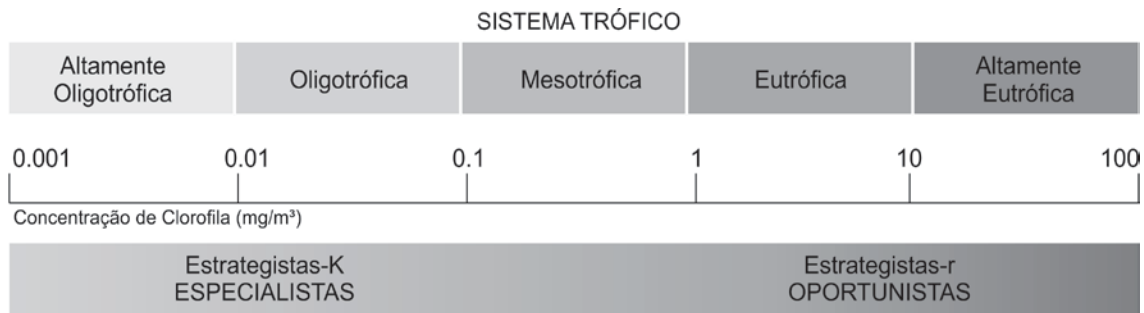 SISTEMA TRÓFICO
Altamente
Oligotrófica
Oligotrófica
Mesotrófica
Eutrófica
Altamente
Eutrófica
0.001 0.01 0.1 1 10 100
Concentração de Clorofila (mg/m³)
Estrategistas-K
ESPECIALISTAS
Estrategistas-r
OPORTUNISTAS